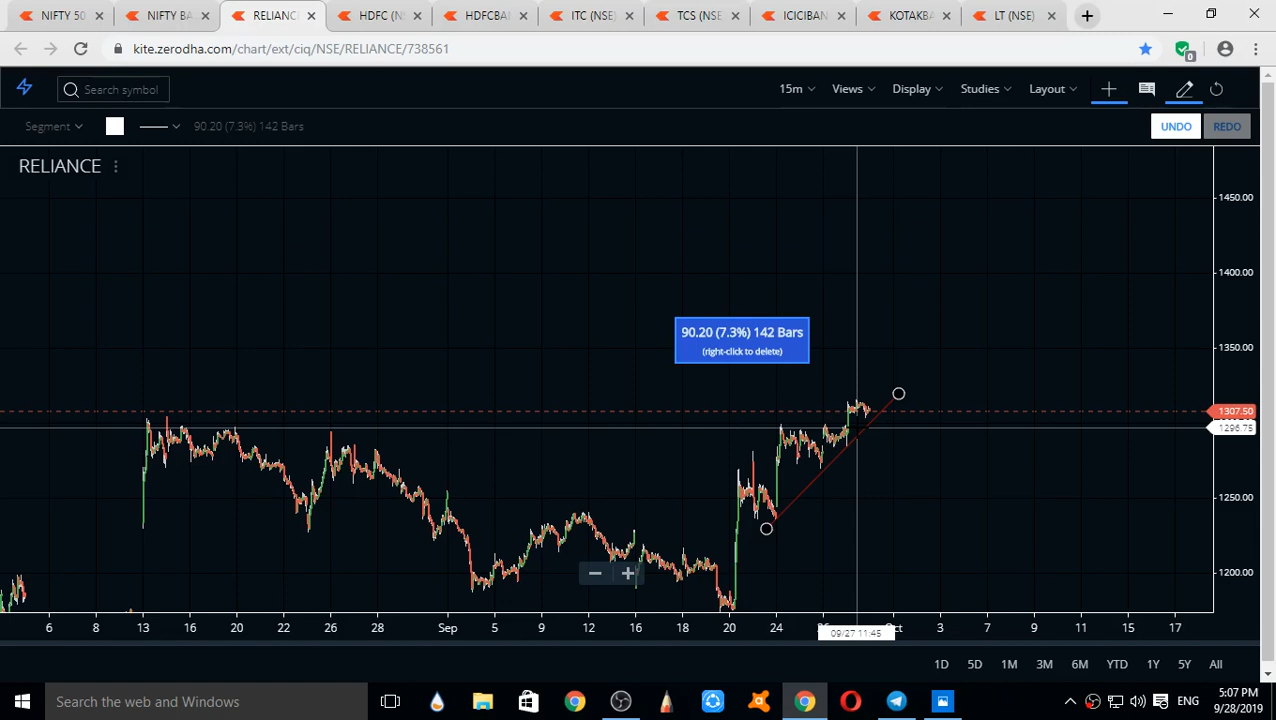 NIFTY 50
NIFTY BA
RELIANCE
HDFC (N
HDFCBA
ITC (NSE)
TCS (NSE
ICICIBAN
KOTAKBA
LT (NSE)
kite.zerodha.com/chart/ext/ciq/NSE/RELIANCE/738561
0
Search symbol
15m
Views
Display
Studies
Layout
Segment
90.20 (7.3%) 142 Bars
UNDO
REDO
RELIANCE
1450.00
1400.00
90.20 (7.3%) 142 Bars
(right-click to delete)
1350.00
1307.50
1296.75
1250.00
1200.00
6 8 13 16 20 22 26 28 Sep 5 9 12 16 18 20 24 Oct 3 7 9 11 15 17
09/27 11:45
1D 5D 1M 3M 6M YTD 1Y 5Y All
Search the web and Windows
ENG
5:07 PM
9/28/2019